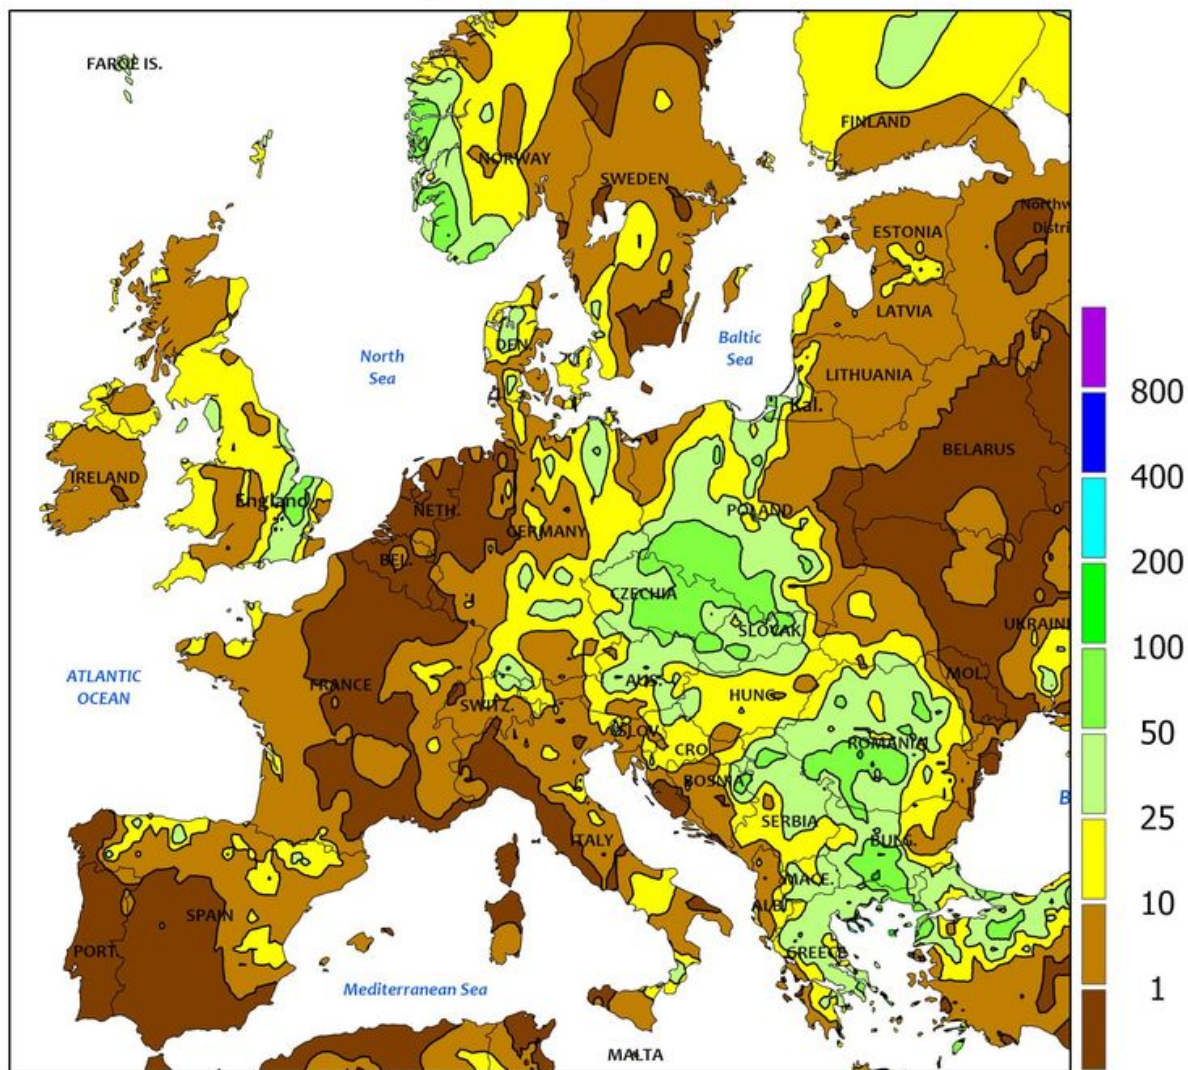 FAROE IS.
FINLAND
NORWAY
SWEDEN
Northw
Distri
ESTONIA
LATVIA
DEN.
North
Sea
Baltic
Sea
LITHUANIA
Kal.
BELARUS
IRELAND
England
NETH.
POLAND
GERMANY
BEL.
CZECHIA
UKRAINE
SLOVAK.
ATLANTIC
OCEAN
FRANCE
AUS.
MOL.
HUNG.
SWITZ.
SLOV.
CRO.
ROMANIA
BOSNIA
B
SERBIA
ITALY
BULG.
MACE.
ALB.
SPAIN
PORT.
GREECE
Mediterranean Sea
MALTA
800
400
200
100
50
25
10
1